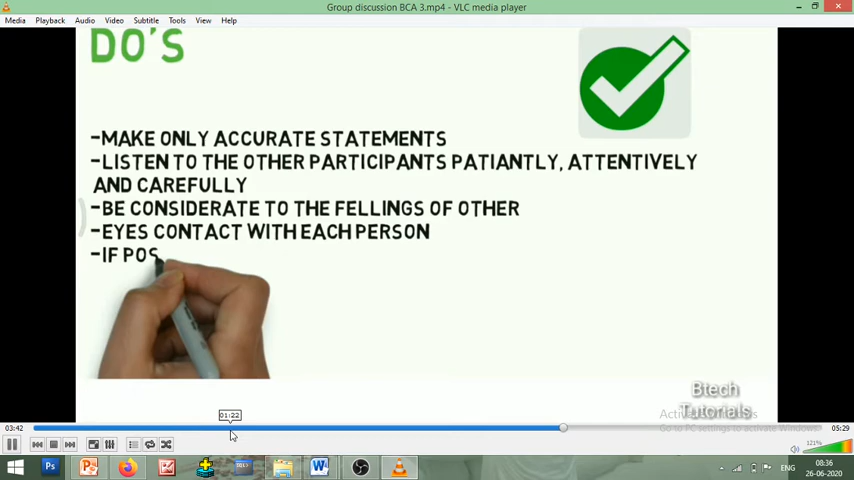 Group discussion BCA 3.mp4 - VLC media player
Media Playback Audio Video Subtitle Tools View Help
DO'S
-MAKE ONLY ACCURATE STATEMENTS
-LISTEN TO THE OTHER PARTICIPANTS PATIANTLY, ATTENTIVELY
AND CAREFULLY
-BE CONSIDERATE TO THE FELLINGS OF OTHER
-EYES CONTACT WITH EACH PERSON
-IF POS
Btech
Tutorials
Go to PC settings to activate Windows.
01:22
03:42 05:29
121%
Ps ENG 08:36
26-06-2020